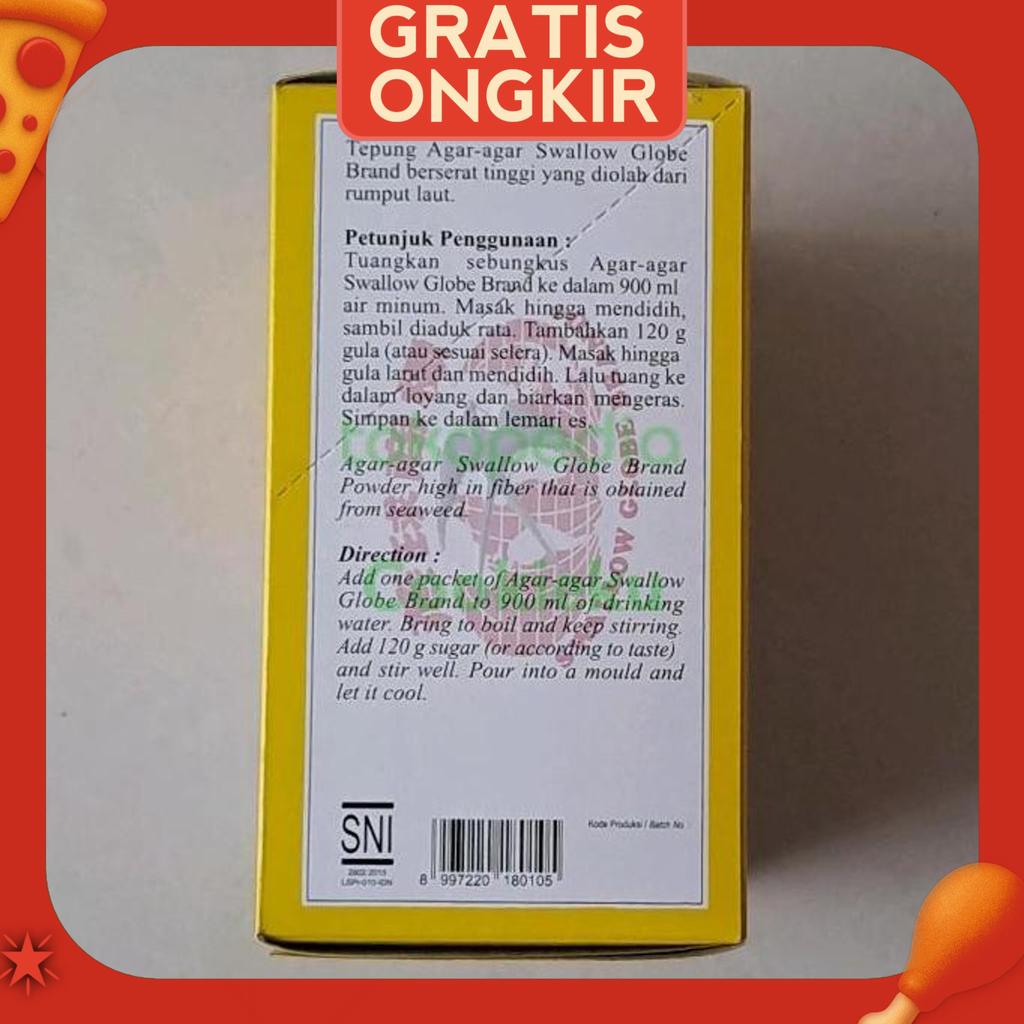 GRATIS
ONGKIR
Tepung Agar-agar Swallow Globe
Brand berserat tinggi yang diolah dari
rumput laut.
Petunjuk Penggunaan :
Tuangkan sebungkus Agar-agar
Swallow Globe Brand ke dalam 900 ml
air minum. Masak hingga mendidih,
sambil diaduk rata. Tambahkan 120 g
gula (atau sesuai selera). Masak hingga
gula larut dan mendidih. Lalu tuang ke
dalam loyang dan biarkan mengeras.
Simpan ke dalam lemari es.
tokopedia
Agar-agar Swallow Globe Brand
Powder high in fiber that is obtained
from seaweed.
Direction :
Add one packet of Agar-agar Swallow
Globe Brand to 900 ml of drinking
water. Bring to boil and keep stirring.
Add 120 g sugar (or according to taste)
and stir well. Pour into a mould and
let it cool.
SNI
Kode Produksi / Batch No
8 997220 180105